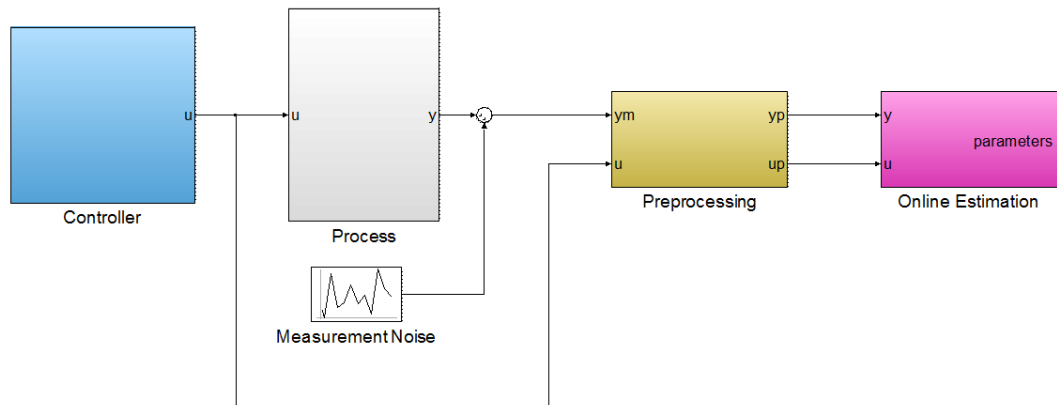 u
Controller
u
y
Process
Measurement Noise
ym
yp
u
up
Preprocessing
y
parameters
u
Online Estimation